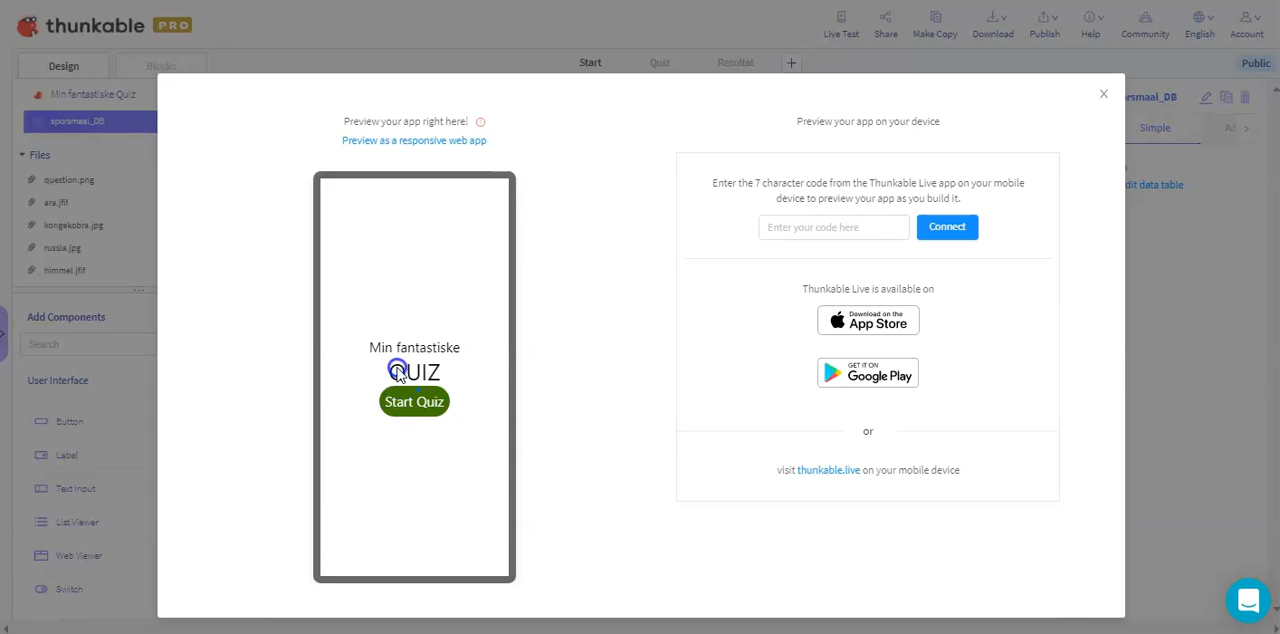 thunkable PRO
Live Test
Share
Make Copy
Download
Publish
Help
Community
English
Account
Design
Blocks
Start
Quiz
Resultat
+
Public
Min fantastiske Quiz
sporsmaal_DB
Files
question.png
ara.jfif
kongekobra.jpg
russia.jpg
himmel.jfif
Add Components
Search
User Interface
Button
Label
Text Input
List Viewer
Web Viewer
Switch
Preview your app right here!
Preview as a responsive web app
Min fantastiske
QUIZ
Start Quiz
Preview your app on your device
Enter the 7 character code from the Thunkable Live app on your mobile
device to preview your app as you build it.
Enter your code here
Connect
Thunkable Live is available on
Download on the
App Store
GET IT ON
Google Play
or
visit thunkable.live on your mobile device
orsmaal_DB
Simple
Ad
dit data table